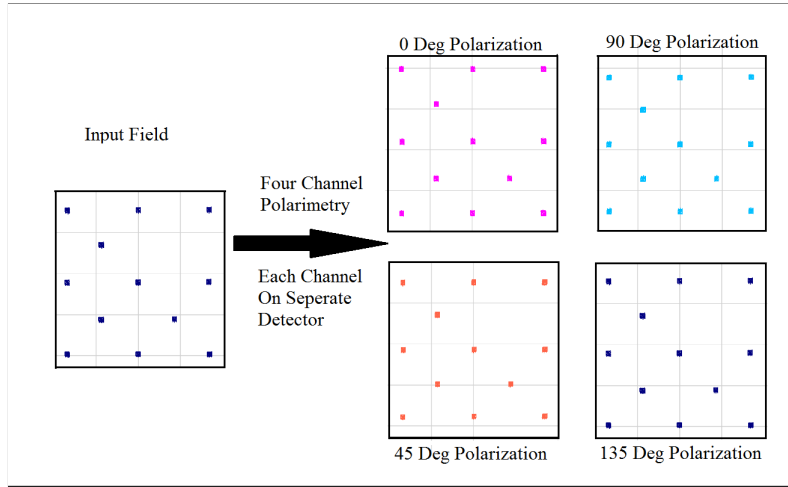 0 Deg Polarization
90 Deg Polarization
Input Field
Four Channel
Polarimetry
Each Channel
On Seperate
Detector
45 Deg Polarization
135 Deg Polarization